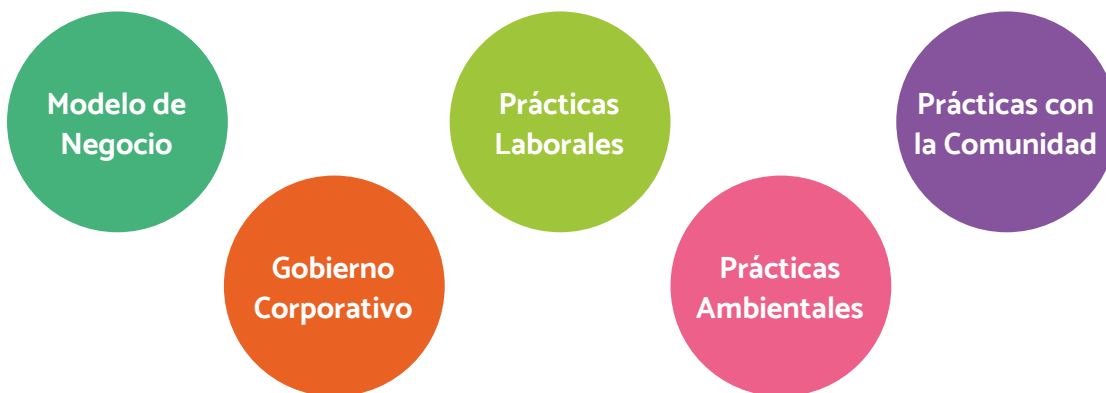 Modelo de
Negocio
Gobierno
Corporativo
Prácticas
Laborales
Prácticas
Ambientales
Prácticas con
la Comunidad